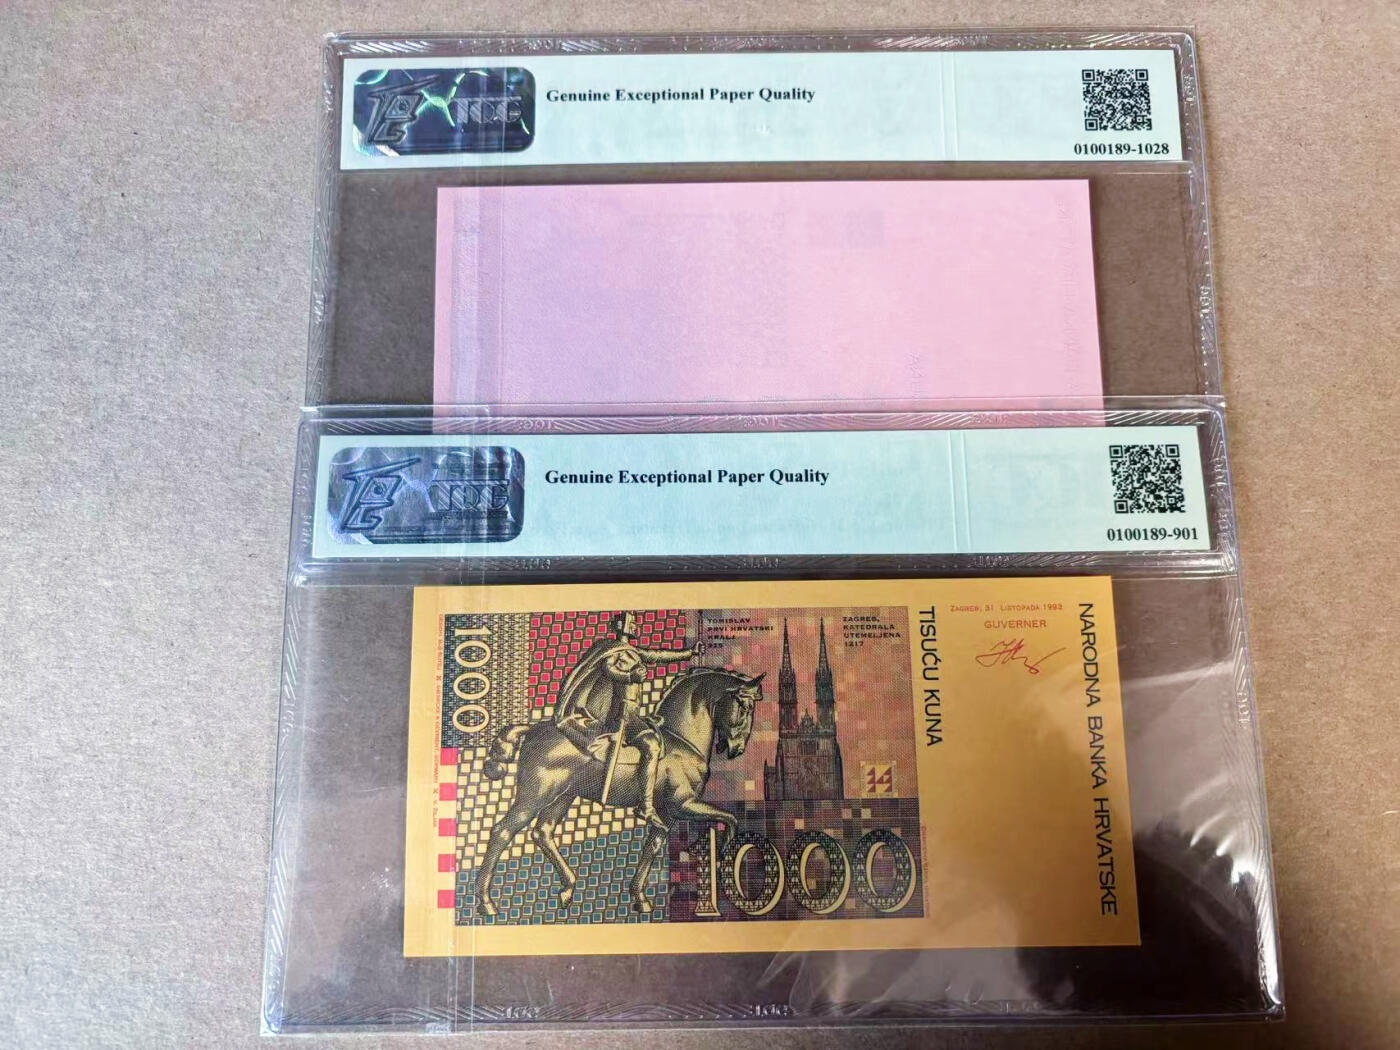 Genuine Exceptional Paper Quality
0100189-1028
Genuine Exceptional Paper Quality
0100189-901
1000
TOMISLAV
PRVI HRVATSKI
KRALJ
925
ZAGREB,
KATEDRALA
UTEMELJENA
1217
TISUĆU KUNA
ZAGREB, 31. LISTOPADA 1993
GUVERNER
NARODNA BANKA HRVATSKE
1000